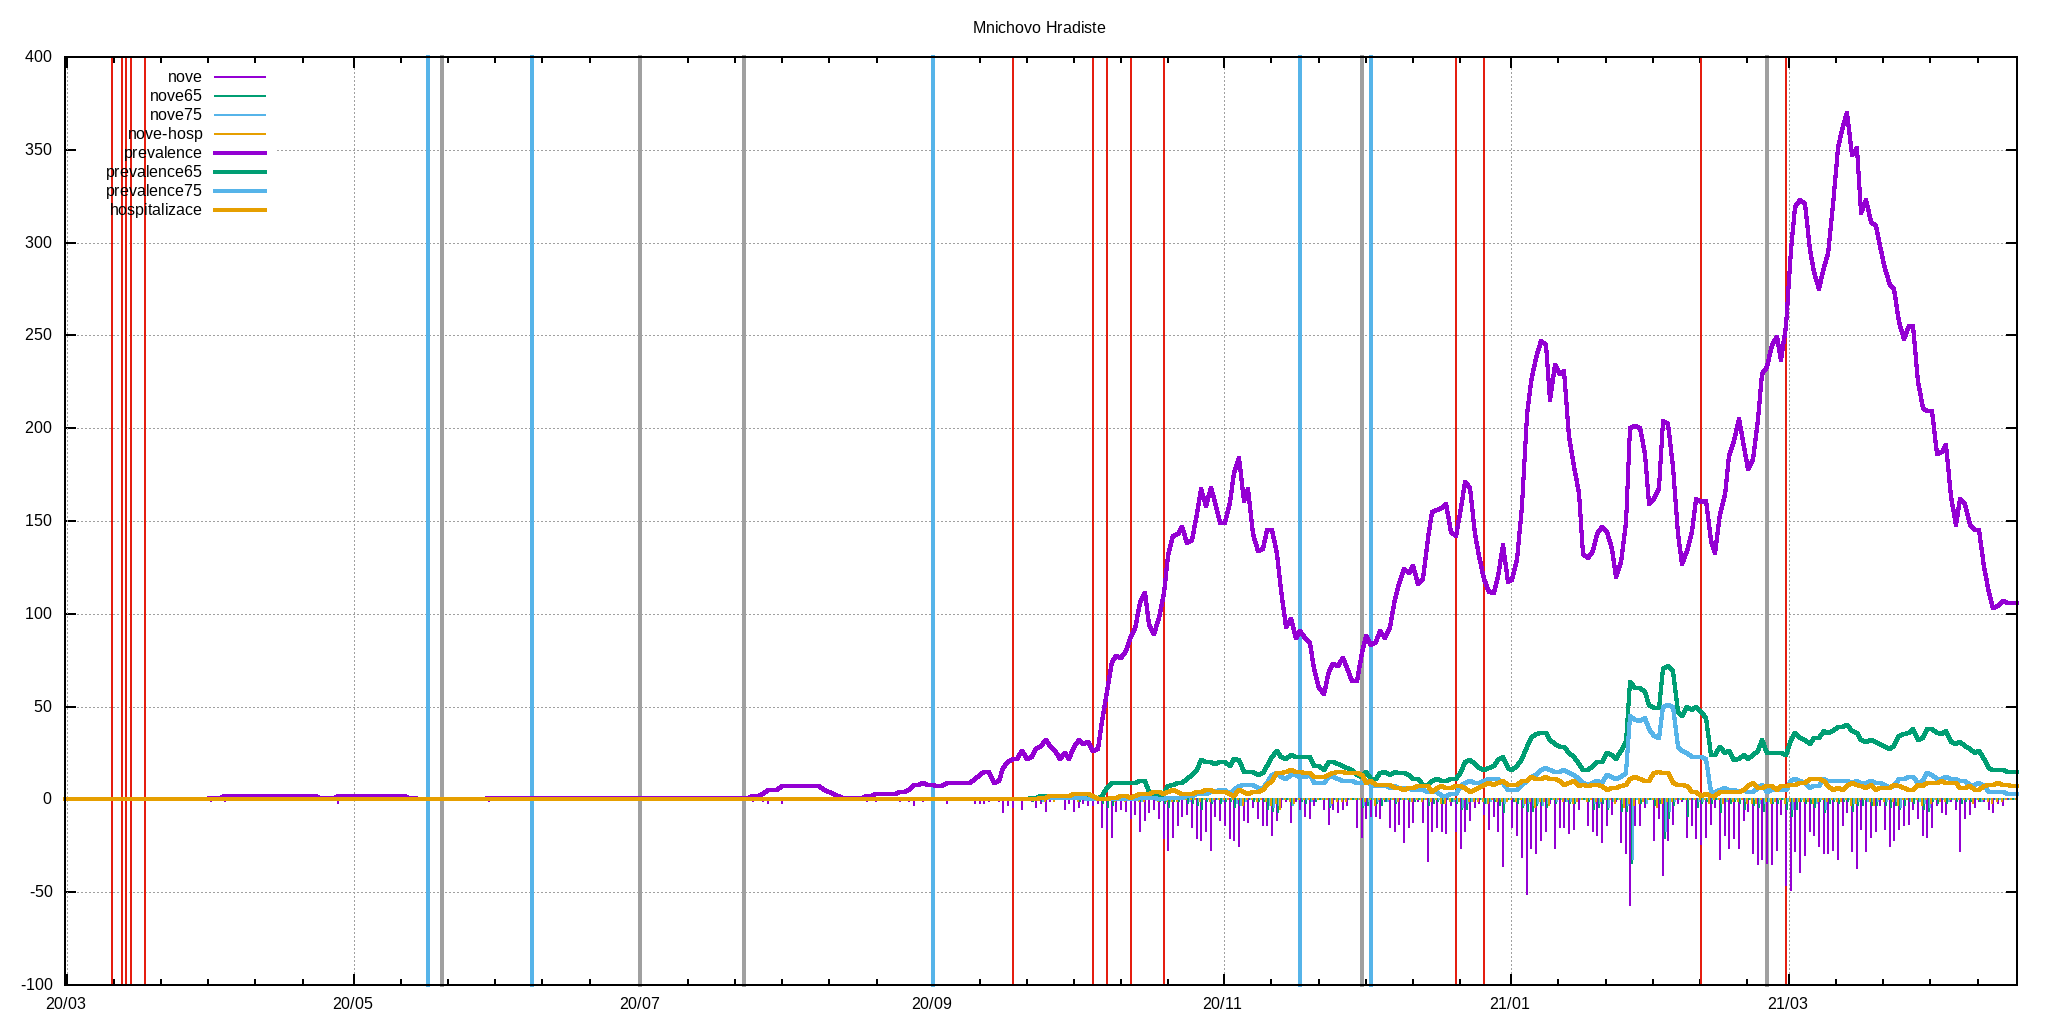 Mnichovo Hradiste
400
350
300
250
200
150
100
50
0
-50
-100
nove
nove65
nove75
nove-hosp
prevalence
prevalence65
prevalence75
hospitalizace
20/03 20/05 20/07 20/09 20/11 21/01 21/03